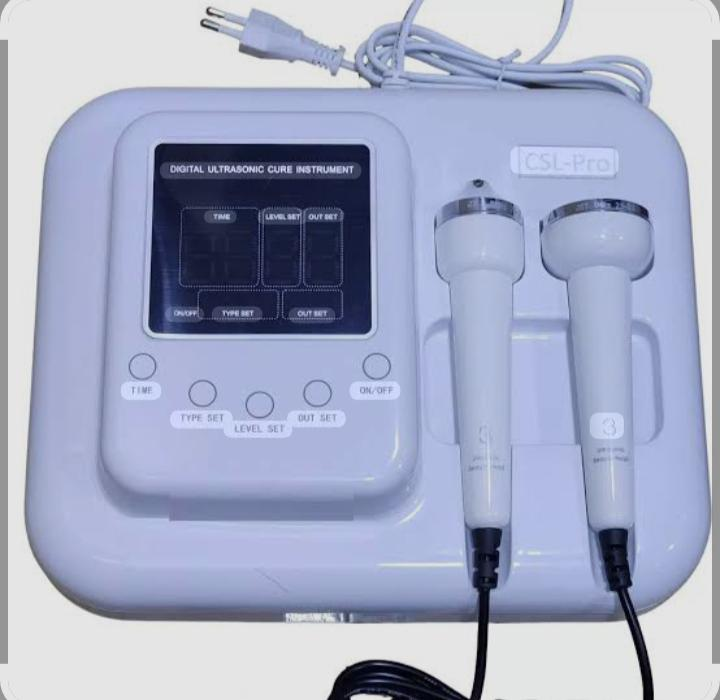 DIGITAL ULTRASONIC CURE INSTRUMENT
CSL-Pro
TIME
LEVEL SET
OUT SET
ON/OFF
TYPE SET
OUT SET
TIME
TYPE SET
LEVEL SET
OUT SET
ON/OFF
3
3